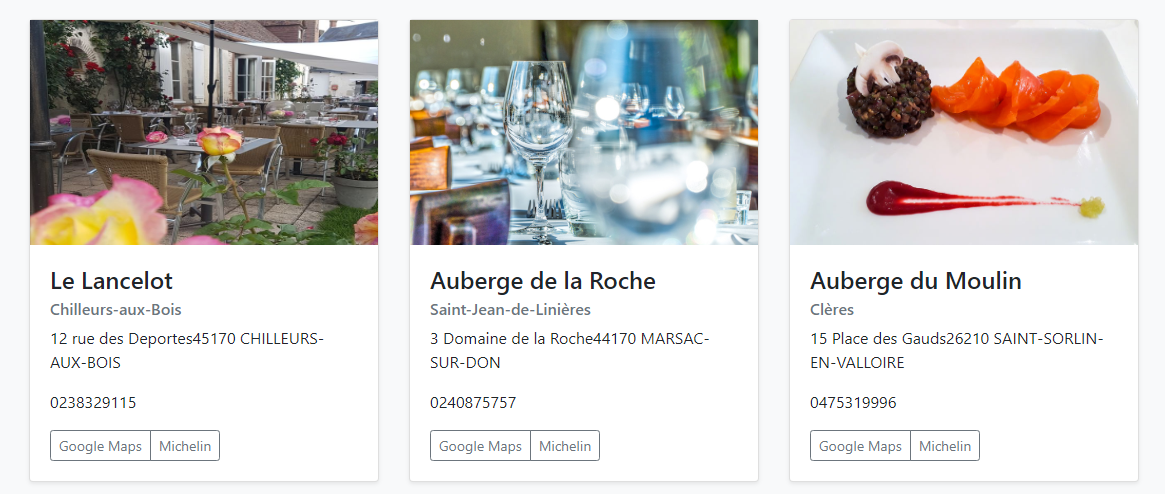 Le Lancelot
Chilleurs-aux-Bois
12 rue des Deportes45170 CHILLEURS-
AUX-BOIS
0238329115
Google Maps Michelin
Auberge de la Roche
Saint-Jean-de-Linières
3 Domaine de la Roche44170 MARSAC-
SUR-DON
0240875757
Google Maps Michelin
Auberge du Moulin
Clères
15 Place des Gauds26210 SAINT-SORLIN-
EN-VALLOIRE
0475319996
Google Maps Michelin